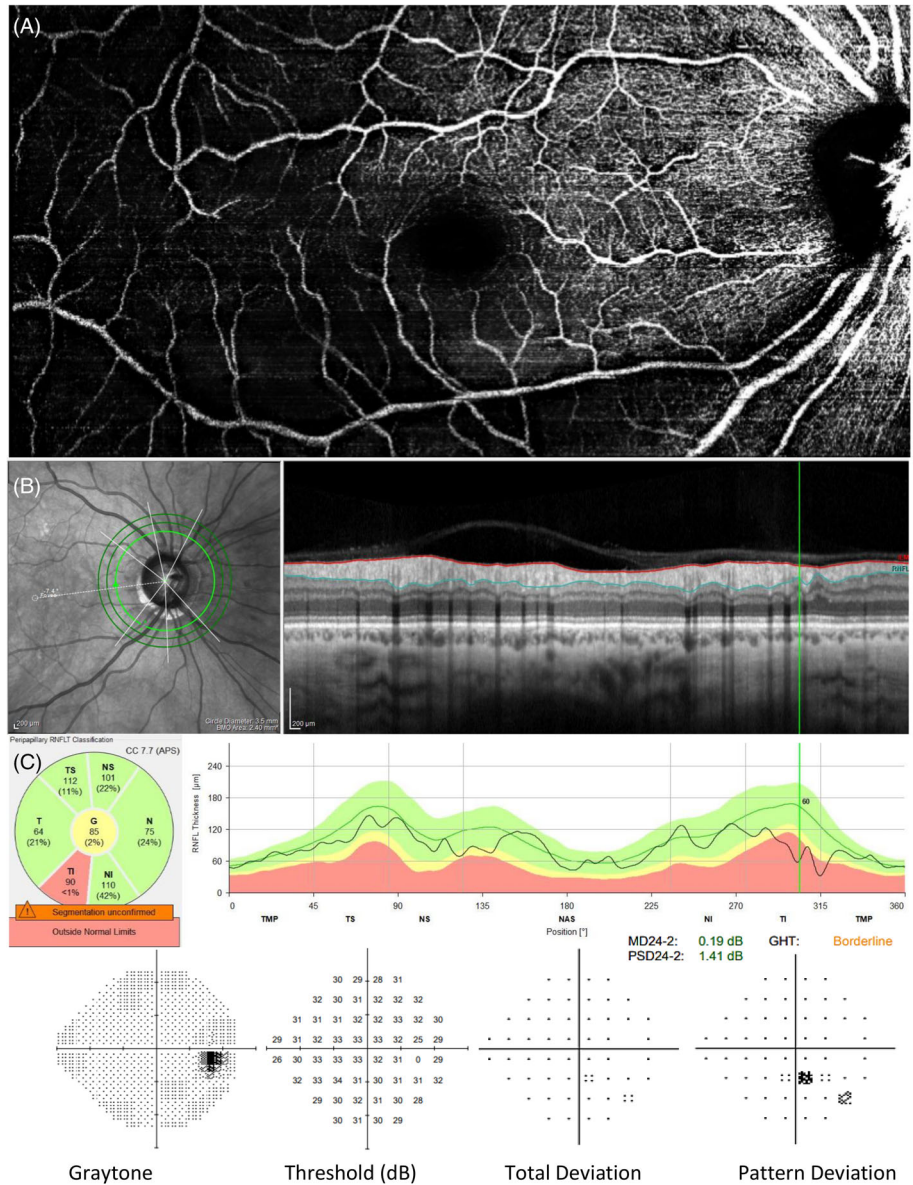 (A)
(B)
-7.4°
200 µm
Circle Diameter: 3.5 mm
BMO Area: 2.40 mm²
200 µm
RNFL
(C)
Peripapillary RNFLT Classification
CC 7.7 (APS)
TS
112
(11%)
NS
101
(22%)
T
64
(21%)
G
85
(2%)
N
75
(24%)
TI
90
<1%
NI
110
(42%)
Segmentation unconfirmed
Outside Normal Limits
RNFL Thickness [µm]
240
180
120
60
0
60
0 45 90 135 180 225 270 315 360
TMP TS NS NAS NI TI TMP
Position [°]
MD24-2: 0.19 dB GHT: Borderline
PSD24-2: 1.41 dB
30 29 28 31
32 30 31 32 32 32
31 31 31 32 32 33 32 30
29 31 32 33 33 33 32 25 29
26 30 33 33 33 32 31 0 29
32 33 34 31 30 31 31 32
29 30 32 30 30 28
30 31 30 29
Graytone
Threshold (dB)
Total Deviation
Pattern Deviation